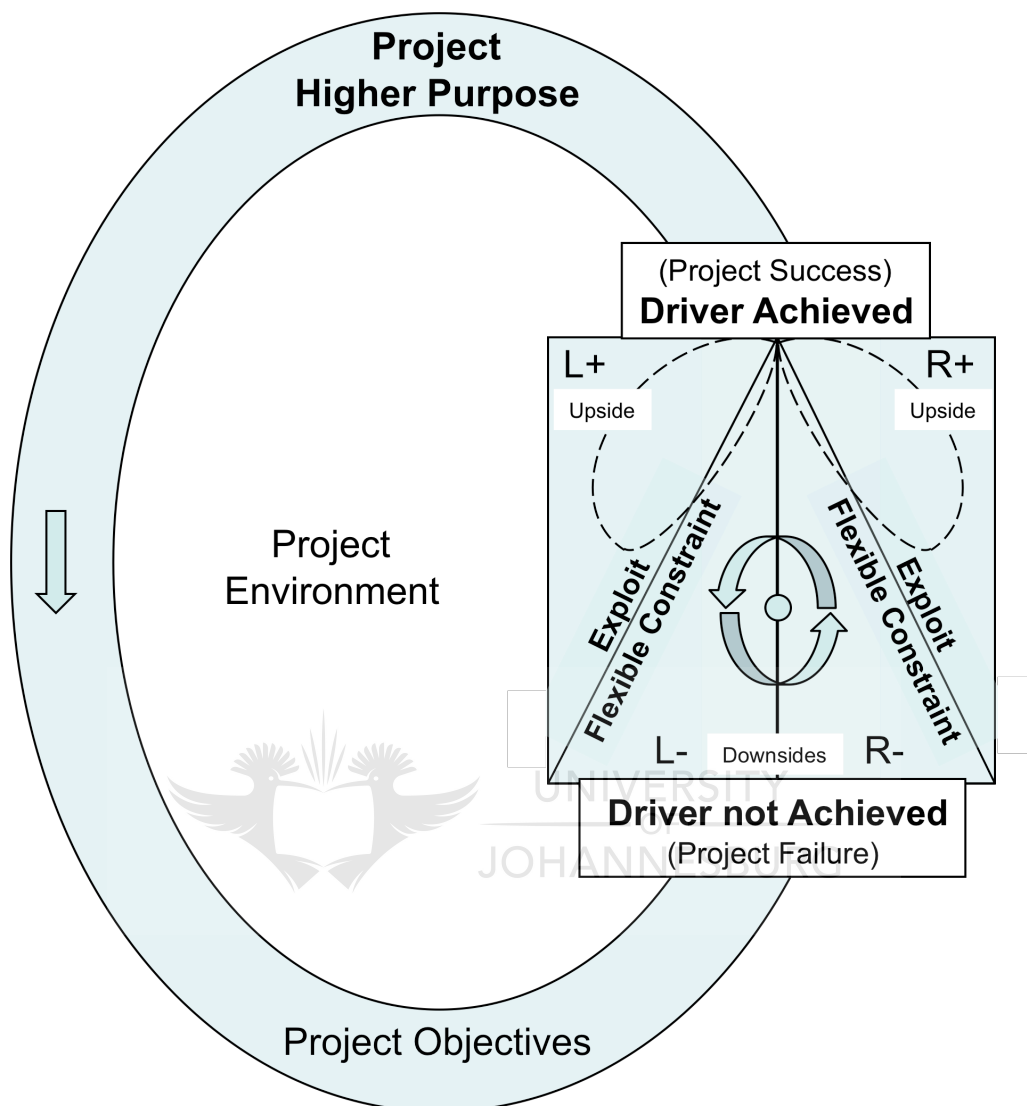 Project
Higher Purpose
(Project Success)
Driver Achieved
L+
R+
Upside
Upside
Exploit
Flexible Constraint
Exploit
Flexible Constraint
Project
Environment
L-
Downsides
R-
UNIVERSITY
OF
JOHANNESBURG
Driver not Achieved
(Project Failure)
Project Objectives